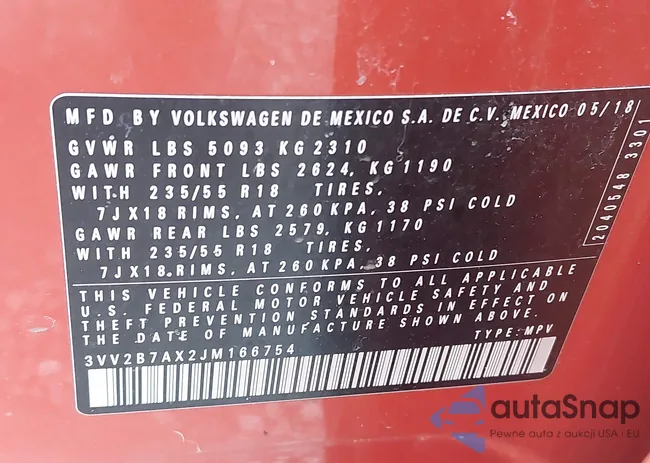 MFD BY VOLKSWAGEN DE MEXICO S.A. DE C.V. MEXICO 05/18
GVWR LBS 5093 KG 2310
GAWR FRONT LBS 2624, KG 1190
WITH 235/55 R18 TIRES,
7JX18 RIMS, AT 260 KPA, 38 PSI COLD
GAWR REAR LBS 2579, KG 1170
WITH 235/55 R18 TIRES,
7JX18.RIMS, AT 260 KPA, 38 PSI COLD
THIS VEHICLE CONFORMS TO ALL APPLICABLE
U.S. FEDERAL MOTOR VEHICLE SAFETY AND
THEFT PREVENTION STANDARDS IN EFFECT ON
THE DATE OF MANUFACTURE
3VV2B7AX2JM166754 TYPE: MPV
2040548 3301
autaSnap
Pewne auta z aukcji USA i EU